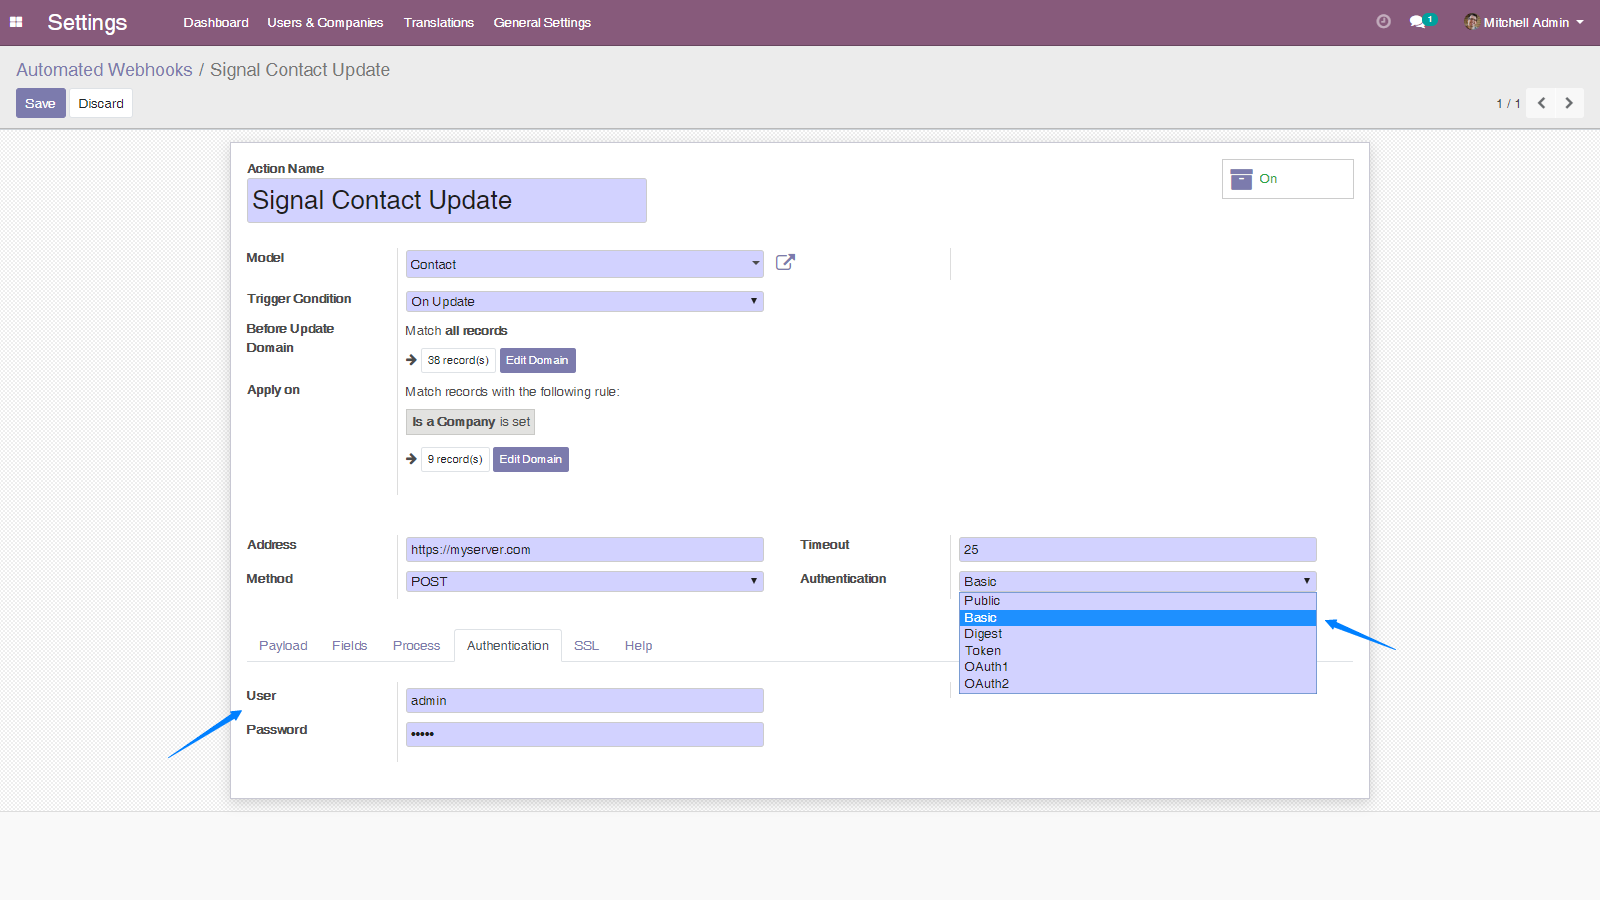 Settings Dashboard Users & Companies Translations General Settings 1 Mitchell Admin
Automated Webhooks / Signal Contact Update
Save Discard 1 / 1
Action Name
Signal Contact Update
On
Model Contact
Trigger Condition On Update
Before Update Domain
Match all records
38 record(s) Edit Domain
Apply on Match records with the following rule:
Is a Company is set
9 record(s) Edit Domain
Address https://myserver.com Timeout 25
Method POST Authentication Basic
Public
Basic
Digest
Token
OAuth1
OAuth2
Payload Fields Process Authentication SSL Help
User admin
Password •••••